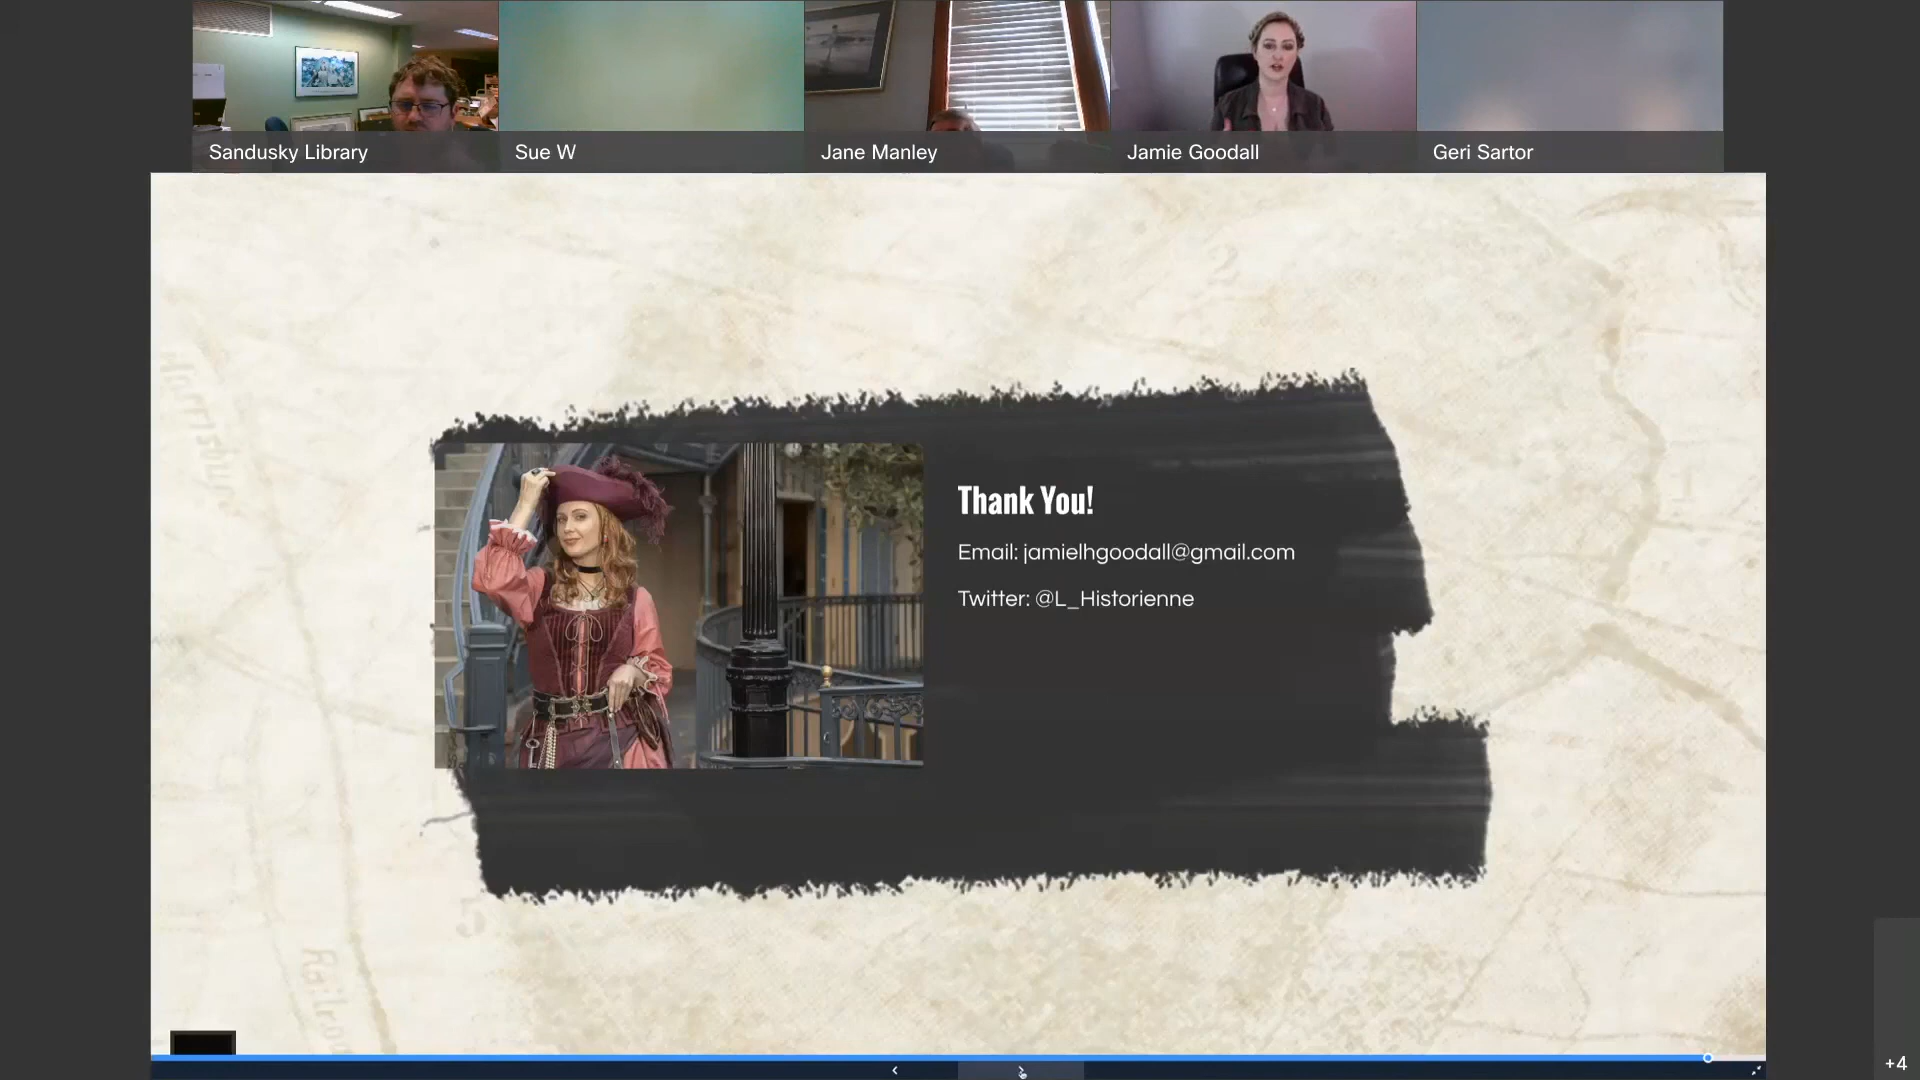 Sandusky Library
Sue W
Jane Manley
Jamie Goodall
Geri Sartor
Thank You!
Email: jamielhgoodall@gmail.com
Twitter: @L_Historienne
+4